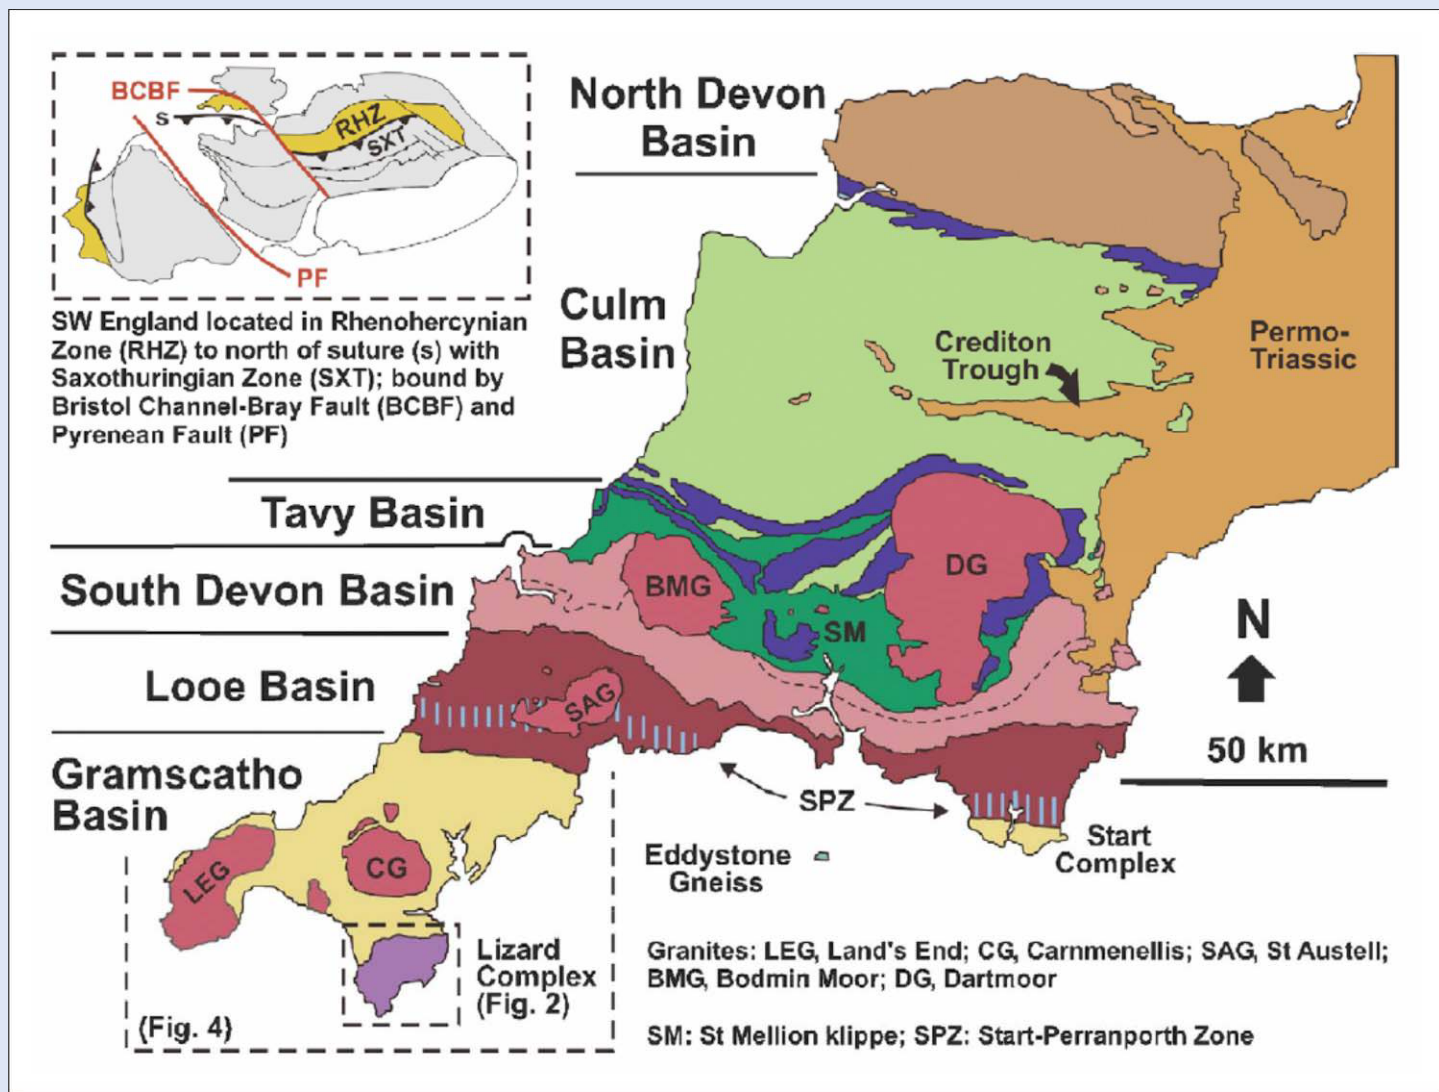 BCBF
S
RHZ
SXT
PF
SW England located in Rhenohercynian
Zone (RHZ) to north of suture (s) with
Saxothuringian Zone (SXT); bound by
Bristol Channel-Bray Fault (BCBF) and
Pyrenean Fault (PF)
North Devon
Basin
Culm
Basin
Crediton
Trough
Permo-
Triassic
Tavy Basin
South Devon Basin
BMG
DG
SM
N
Looe Basin
SAG
50 km
Gramscatho
Basin
SPZ
Start
Complex
LEG
CG
Eddystone
Gneiss
Lizard
Complex
(Fig. 2)
(Fig. 4)
Granites: LEG, Land's End; CG, Carnmenellis; SAG, St Austell;
BMG, Bodmin Moor; DG, Dartmoor
SM: St Mellion klippe; SPZ: Start-Perranporth Zone